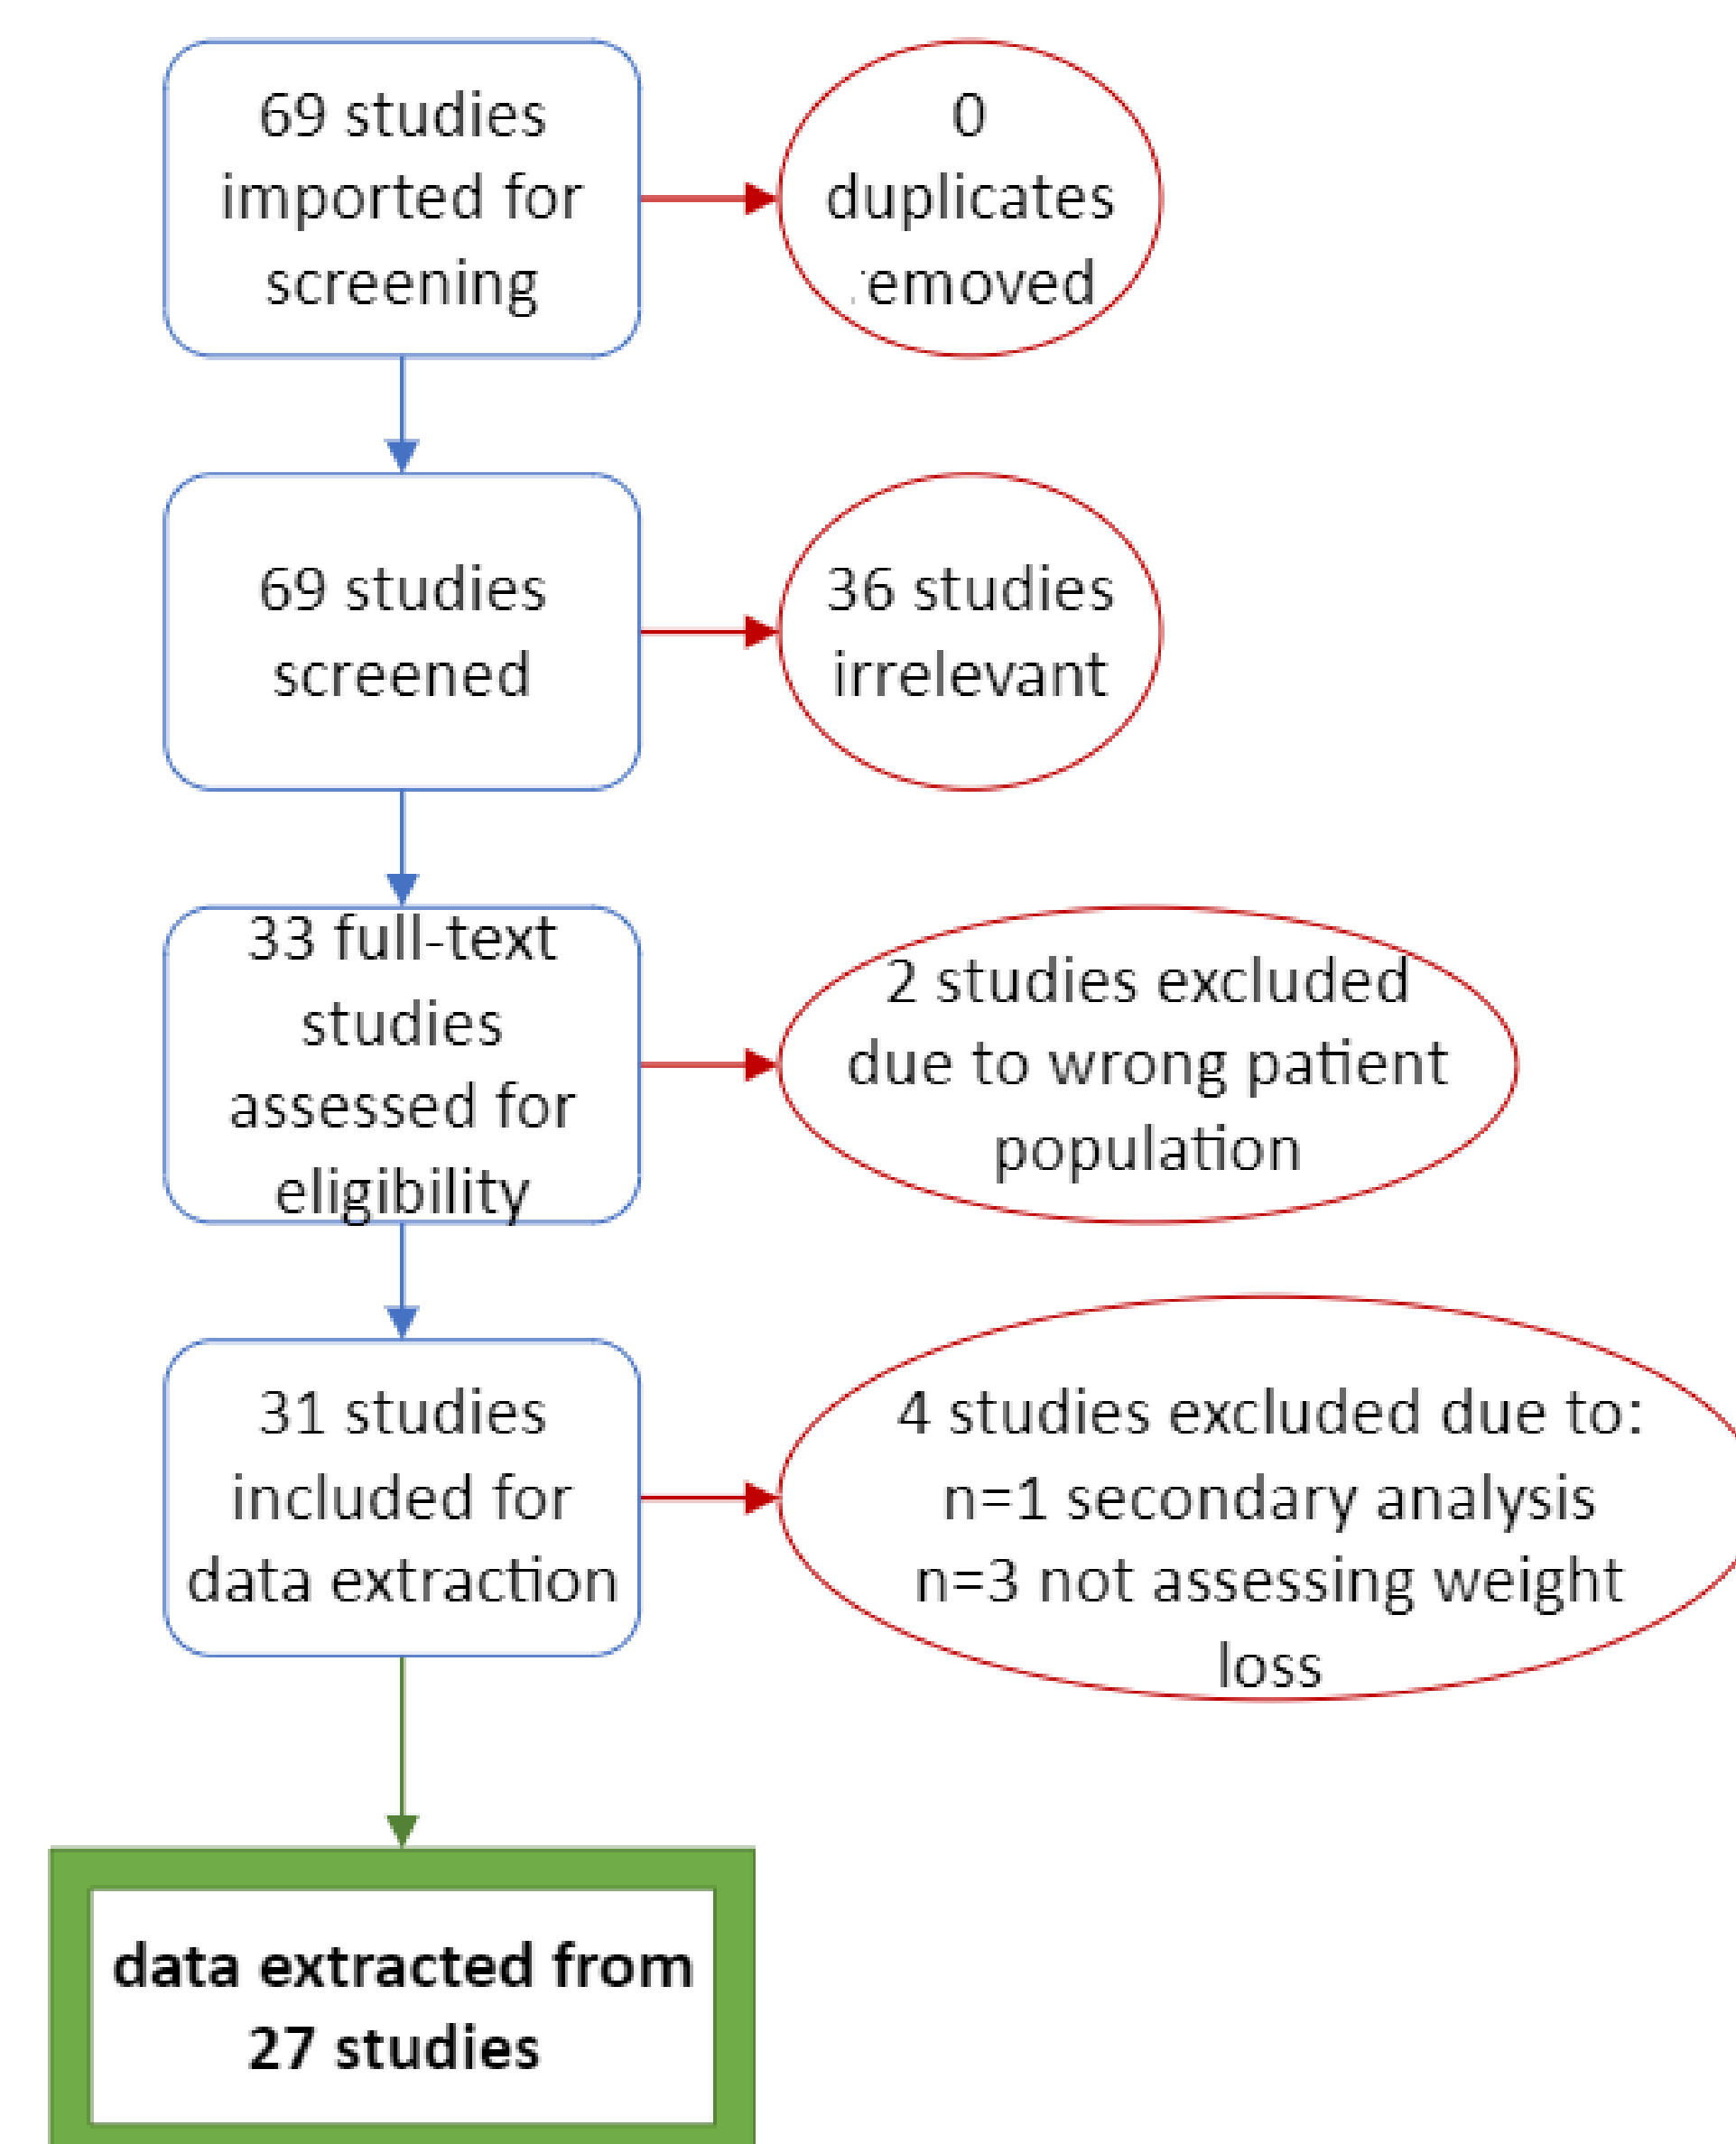 69 studies
imported for
screening
0
duplicates
removed
69 studies
screened
36 studies
irrelevant
33 full-text
studies
assessed for
eligibility
2 studies excluded
due to wrong patient
population
31 studies
included for
data extraction
4 studies excluded due to:
n=1 secondary analysis
n=3 not assessing weight
loss
data extracted from
27 studies